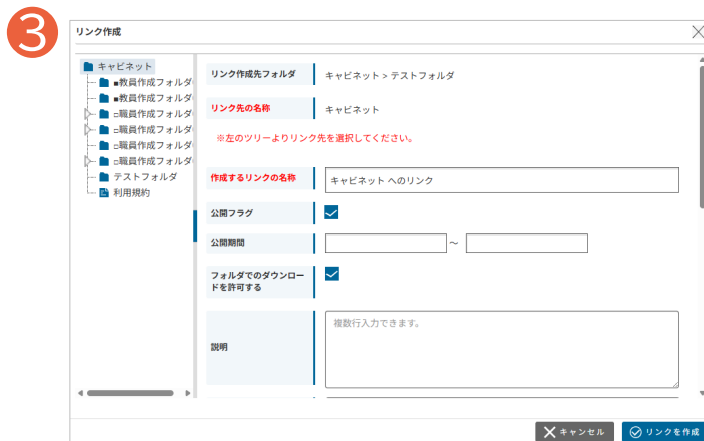 3
リンク作成
キャビネット
■教員作成フォルダ
■教員作成フォルダ
□職員作成フォルダ
□職員作成フォルダ
□職員作成フォルダ
□職員作成フォルダ
テストフォルダ
利用規約
リンク作成先フォルダ キャビネット > テストフォルダ
リンク先の名称 キャビネット
※左のツリーよりリンク先を選択してください。
作成するリンクの名称 キャビネット へのリンク
公開フラグ
公開期間 ～
フォルダでのダウンロー
ドを許可する
説明 複数行入力できます。
キャンセル リンクを作成